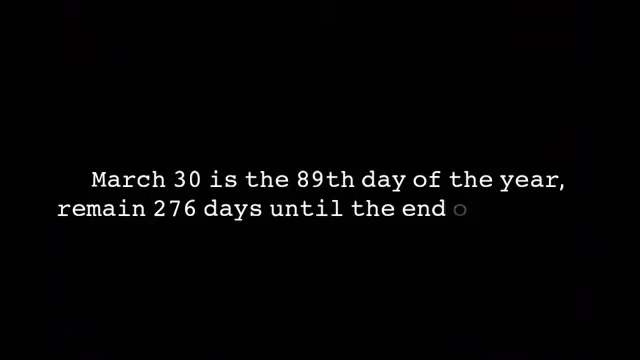 March 30 is the 89th day of the year,
remain 276 days until the end o